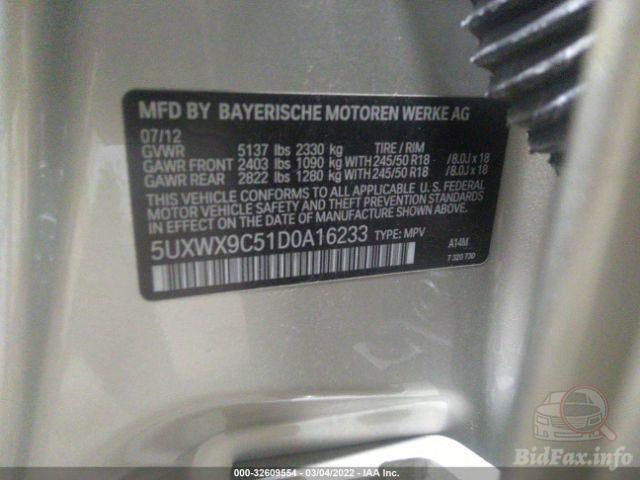 MFD BY BAYERISCHE MOTOREN WERKE AG
07/12
GVWR 5137 lbs 2330 kg TIRE / RIM
GAWR FRONT 2403 lbs 1090 kg WITH 245/50 R18 / 8.0J x 18
GAWR REAR 2822 lbs 1280 kg WITH 245/50 R18 / 8.0J x 18
THIS VEHICLE CONFORMS TO ALL APPLICABLE U. S. FEDERAL
MOTOR VEHICLE SAFETY AND THEFT PREVENTION STANDARDS
IN EFFECT ON THE DATE OF MANUFACTURE SHOWN ABOVE.
5UXWX9C51D0A16233 TYPE: MPV
A14M
7 320 730
BidFax.info
000-32609554 - 03/04/2022 - IAA Inc.